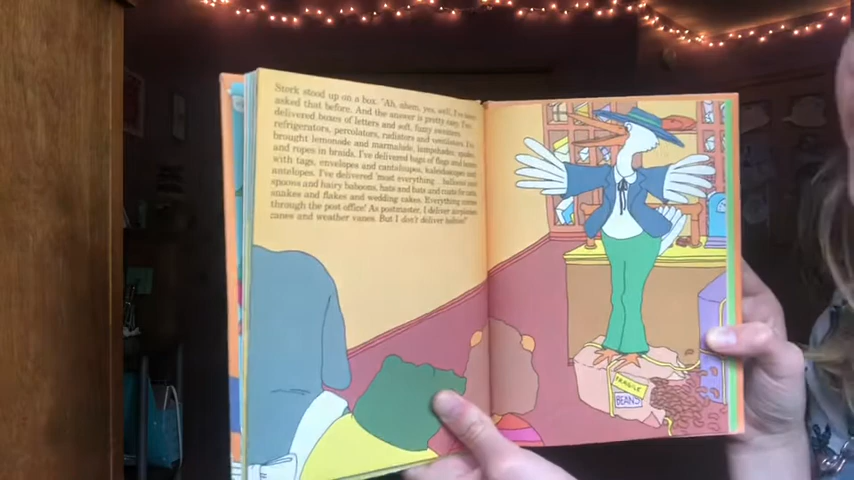 Stork stood up on a box. "Ah, ahem, yes, well, I've been
asked that before. And the answer is pretty easy. I've
delivered boxes of letters and soft, fuzzy sweaters,
refrigerators, percolators, radiators and ventilators. I've
brought lemonade, marmalade, lampshades, maids
and ropes in braids. I've delivered bags of flags and tags
with tags, envelopes and cantaloupes, kaleidoscopes and
antelopes. I've delivered 'most everything . . . balloons and
spoons and hairy baboons, hats and bats and coats for cats,
snakes and flakes and wedding cakes. Everything comes
through the post office! As postmaster, I deliver airplanes,
canes and weather vanes. But I don't deliver babies!"
FRAGILE
BEANS